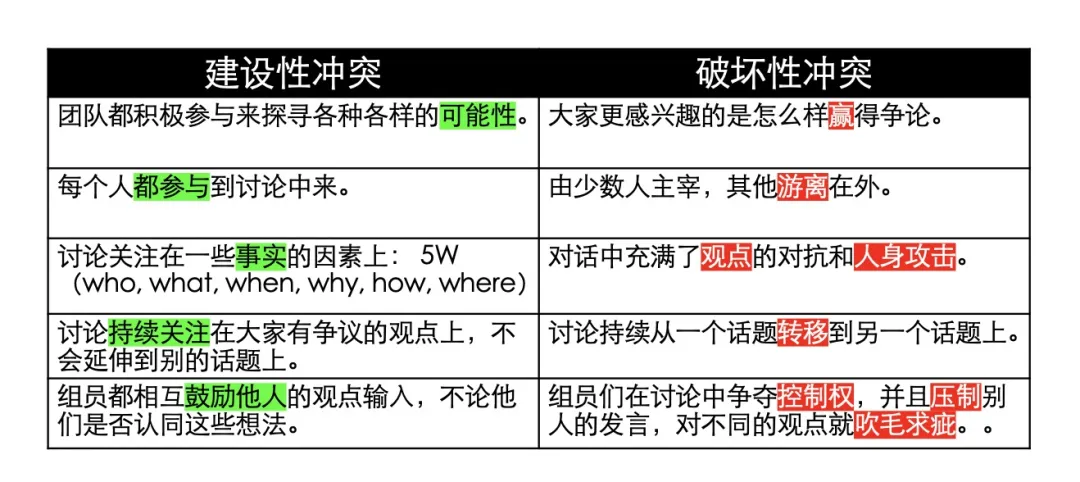 建设性冲突
破坏性冲突
团队都积极参与来探寻各种各样的可能性。
大家更感兴趣的是怎么样赢得争论。
每个人都参与到讨论中来。
由少数人主宰，其他游离在外。
讨论关注在一些事实的因素上： 5W
（who, what, when, why, how, where）
对话中充满了观点的对抗和人身攻击。
讨论持续关注在大家有争议的观点上，不
会延伸到别的话题上。
讨论持续从一个话题转移到另一个话题上。
组员都相互鼓励他人的观点输入，不论他
们是否认同这些想法。
组员们在讨论中争夺控制权，并且压制别
人的发言，对不同的观点就吹毛求疵。。